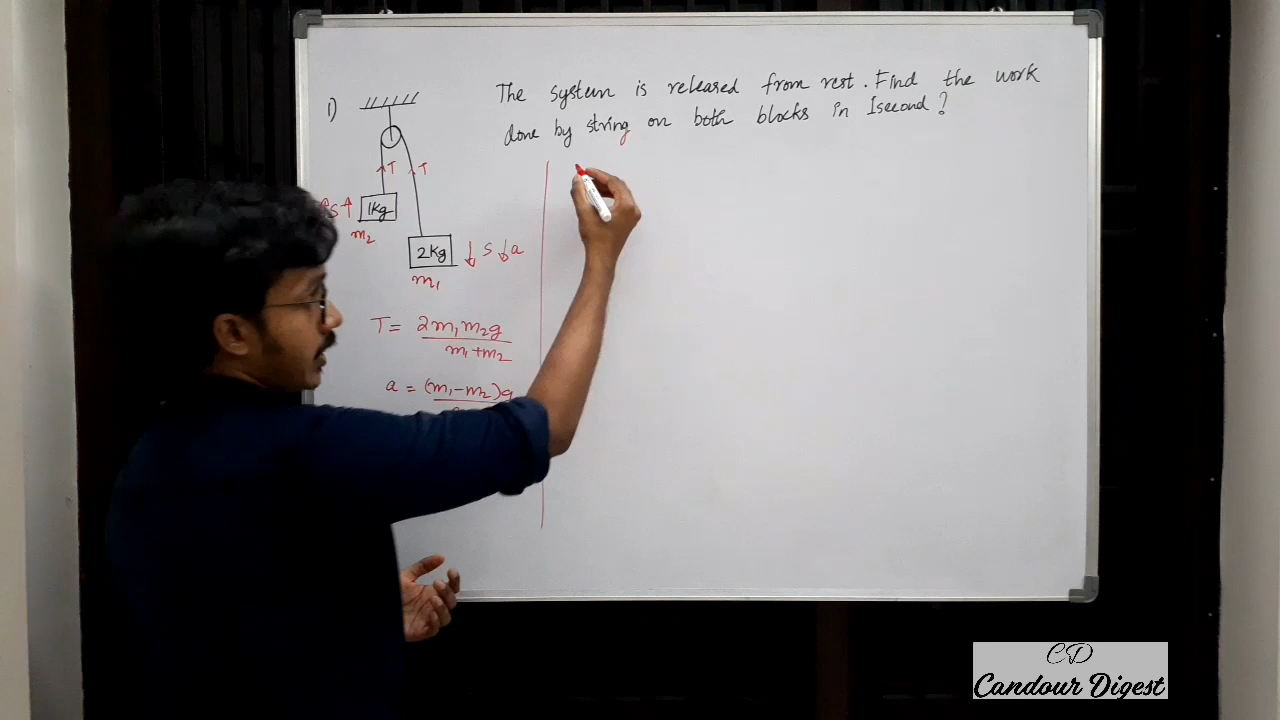 The system is released from rest. Find the work
done by string on both blocks in 1second?
1)
T T
S 1Kg
m2
2Kg S a
m1
T = 2m1m2g
m1+m2
a = (m1-m2)g
CD
Candour Digest